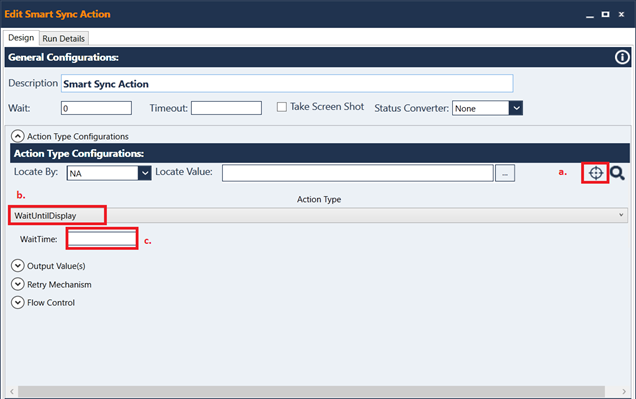 Edit Smart Sync Action
Design Run Details
General Configurations:
Description Smart Sync Action
Wait: 0 Timeout: Take Screen Shot Status Converter: None
Action Type Configurations
Action Type Configurations:
Locate By: NA Locate Value: ... a.
b.
Action Type
WaitUntilDisplay
WaitTime: c.
Output Value(s)
Retry Mechanism
Flow Control